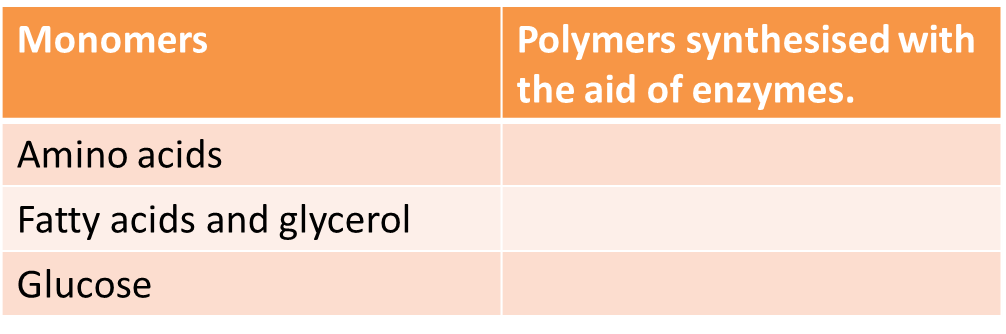 Monomers
Polymers synthesised with
the aid of enzymes.
Amino acids
Fatty acids and glycerol
Glucose